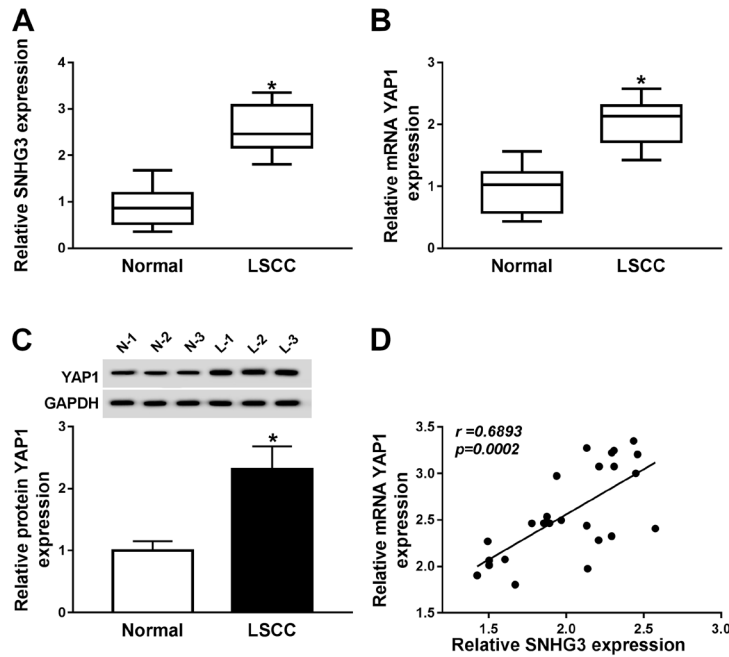 A
Relative SNHG3 expression
4
3
2
1
0
*
Normal LSCC
B
Relative mRNA YAP1
expression
3
2
1
0
*
Normal LSCC
C
N-1 N-2 N-3 L-1 L-2 L-3
YAP1
GAPDH
Relative protein YAP1
expression
3
2
1
0
*
Normal LSCC
D
r =0.6893
p=0.0002
Relative mRNA YAP1
expression
3.5
3.0
2.5
2.0
1.5
1.5 2.0 2.5 3.0
Relative SNHG3 expression